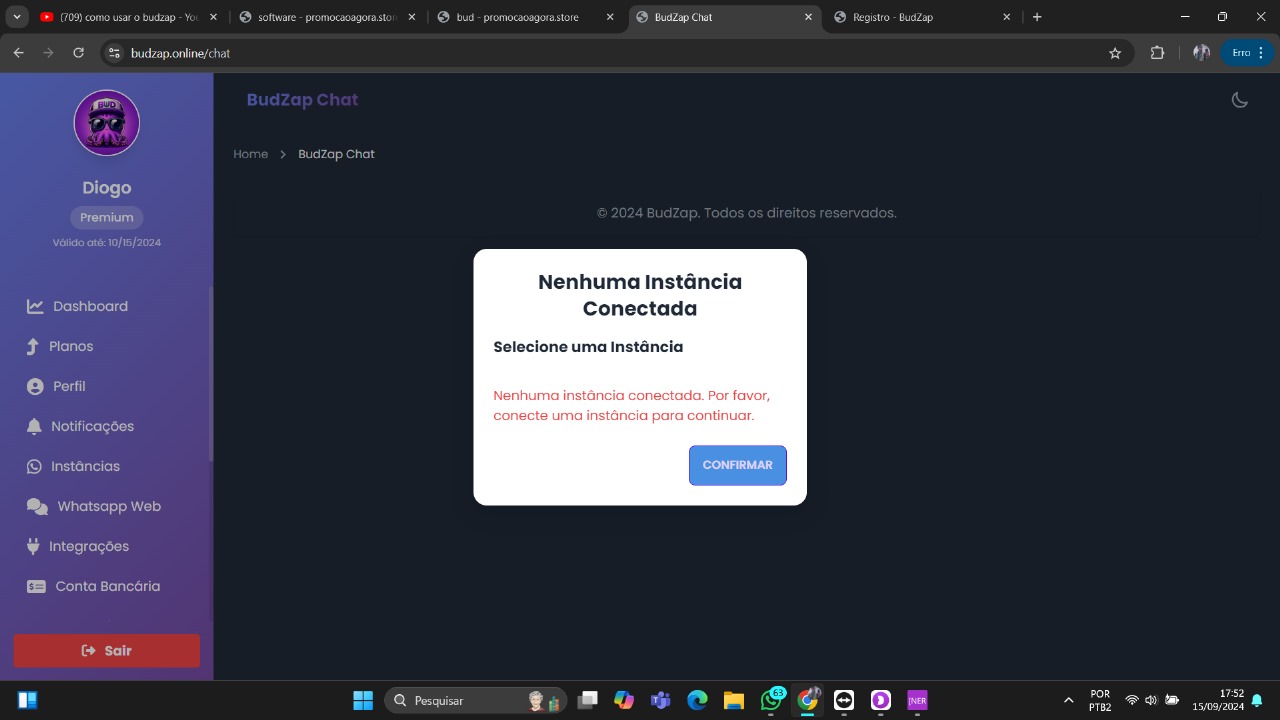 (709) como usar o budzap - You
software - promocaoagora.stor
bud - promocaoagora.store
BudZap Chat
Registro - BudZap
budzap.online/chat
Erro
BUD
BudZap Chat
Home
BudZap Chat
Diogo
Premium
Válido até: 10/15/2024
© 2024 BudZap. Todos os direitos reservados.
Nenhuma Instância
Conectada
Selecione uma Instância
Nenhuma instância conectada. Por favor,
conecte uma instância para continuar.
CONFIRMAR
Dashboard
Planos
Perfil
Notificações
Instâncias
Whatsapp Web
Integrações
Conta Bancária
Sair
Pesquisar
63
INER
POR
PTB2
17:52
15/09/2024